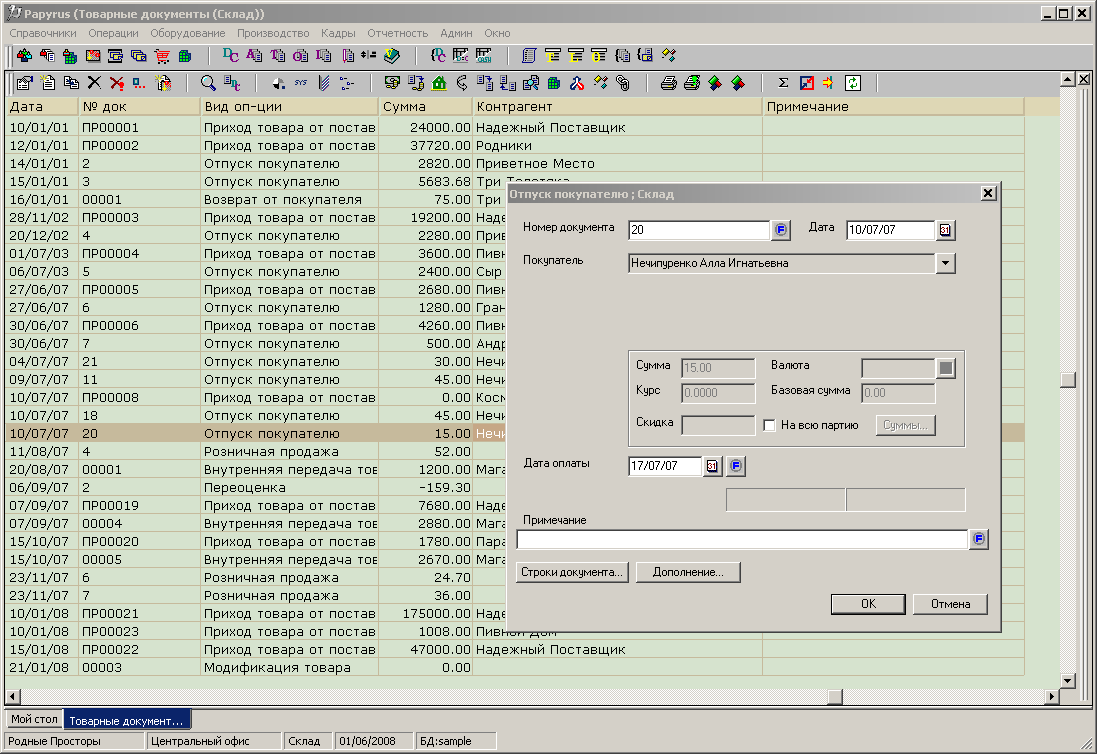 Papyrus (Товарные документы (Склад))
Справочники Операции Оборудование Производство Кадры Отчетность Админ Окно
Дата № док Вид оп-ции Сумма Контрагент Примечание
10/01/01 ПР00001 Приход товара от постав 24000.00 Надежный Поставщик
12/01/01 ПР00002 Приход товара от постав 37720.00 Родники
14/01/01 2 Отпуск покупателю 2820.00 Приветное Место
15/01/01 3 Отпуск покупателю 5683.68 Три Толстяка
16/01/01 00001 Возврат от покупателя 75.00 Три
28/11/02 ПР00003 Приход товара от постав 19200.00 Наде
20/12/02 4 Отпуск покупателю 2280.00 Прив
01/07/03 ПР00004 Приход товара от постав 3600.00 Пивн
06/07/03 5 Отпуск покупателю 2400.00 Сыр
27/06/07 ПР00005 Приход товара от постав 2680.00 Пивн
27/06/07 6 Отпуск покупателю 1280.00 Гран
30/06/07 ПР00006 Приход товара от постав 4260.00 Пивн
30/06/07 7 Отпуск покупателю 500.00 Андр
04/07/07 21 Отпуск покупателю 30.00 Нечи
09/07/07 11 Отпуск покупателю 45.00 Нечи
10/07/07 ПР00008 Приход товара от постав 0.00 Косм
10/07/07 18 Отпуск покупателю 45.00 Нечи
10/07/07 20 Отпуск покупателю 15.00 Нечи
11/08/07 4 Розничная продажа 52.00
20/08/07 00001 Внутренняя передача тов 1200.00 Мага
06/09/07 2 Переоценка -159.30
07/09/07 ПР00019 Приход товара от постав 7680.00 Наде
07/09/07 00004 Внутренняя передача тов 2880.00 Мага
15/10/07 ПР00020 Приход товара от постав 1780.00 Пара
15/10/07 00005 Внутренняя передача тов 2670.00 Мага
23/11/07 6 Розничная продажа 24.70
23/11/07 7 Розничная продажа 36.00
10/01/08 ПР00021 Приход товара от постав 175000.00 Наде
10/01/08 ПР00023 Приход товара от постав 1008.00 Пивной Дом
15/01/08 ПР00022 Приход товара от постав 47000.00 Надежный Поставщик
21/01/08 00003 Модификация товара 0.00
Отпуск покупателю ; Склад
Номер документа 20 Дата 10/07/07
Покупатель Нечипуренко Алла Игнатьевна
Сумма 15.00 Валюта
Курс 0.0000 Базовая сумма 0.00
Скидка На всю партию Суммы...
Дата оплаты 17/07/07
Примечание
Строки документа... Дополнение...
OK Отмена
Мой стол Товарные документ...
Родные Просторы Центральный офис Склад 01/06/2008 БД:sample